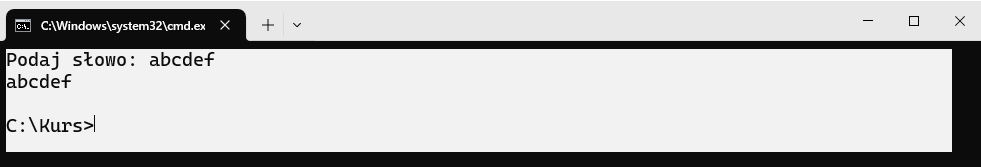 C:\Windows\system32\cmd.ex
Podaj słowo: abcdef
abcdef
C:\Kurs>